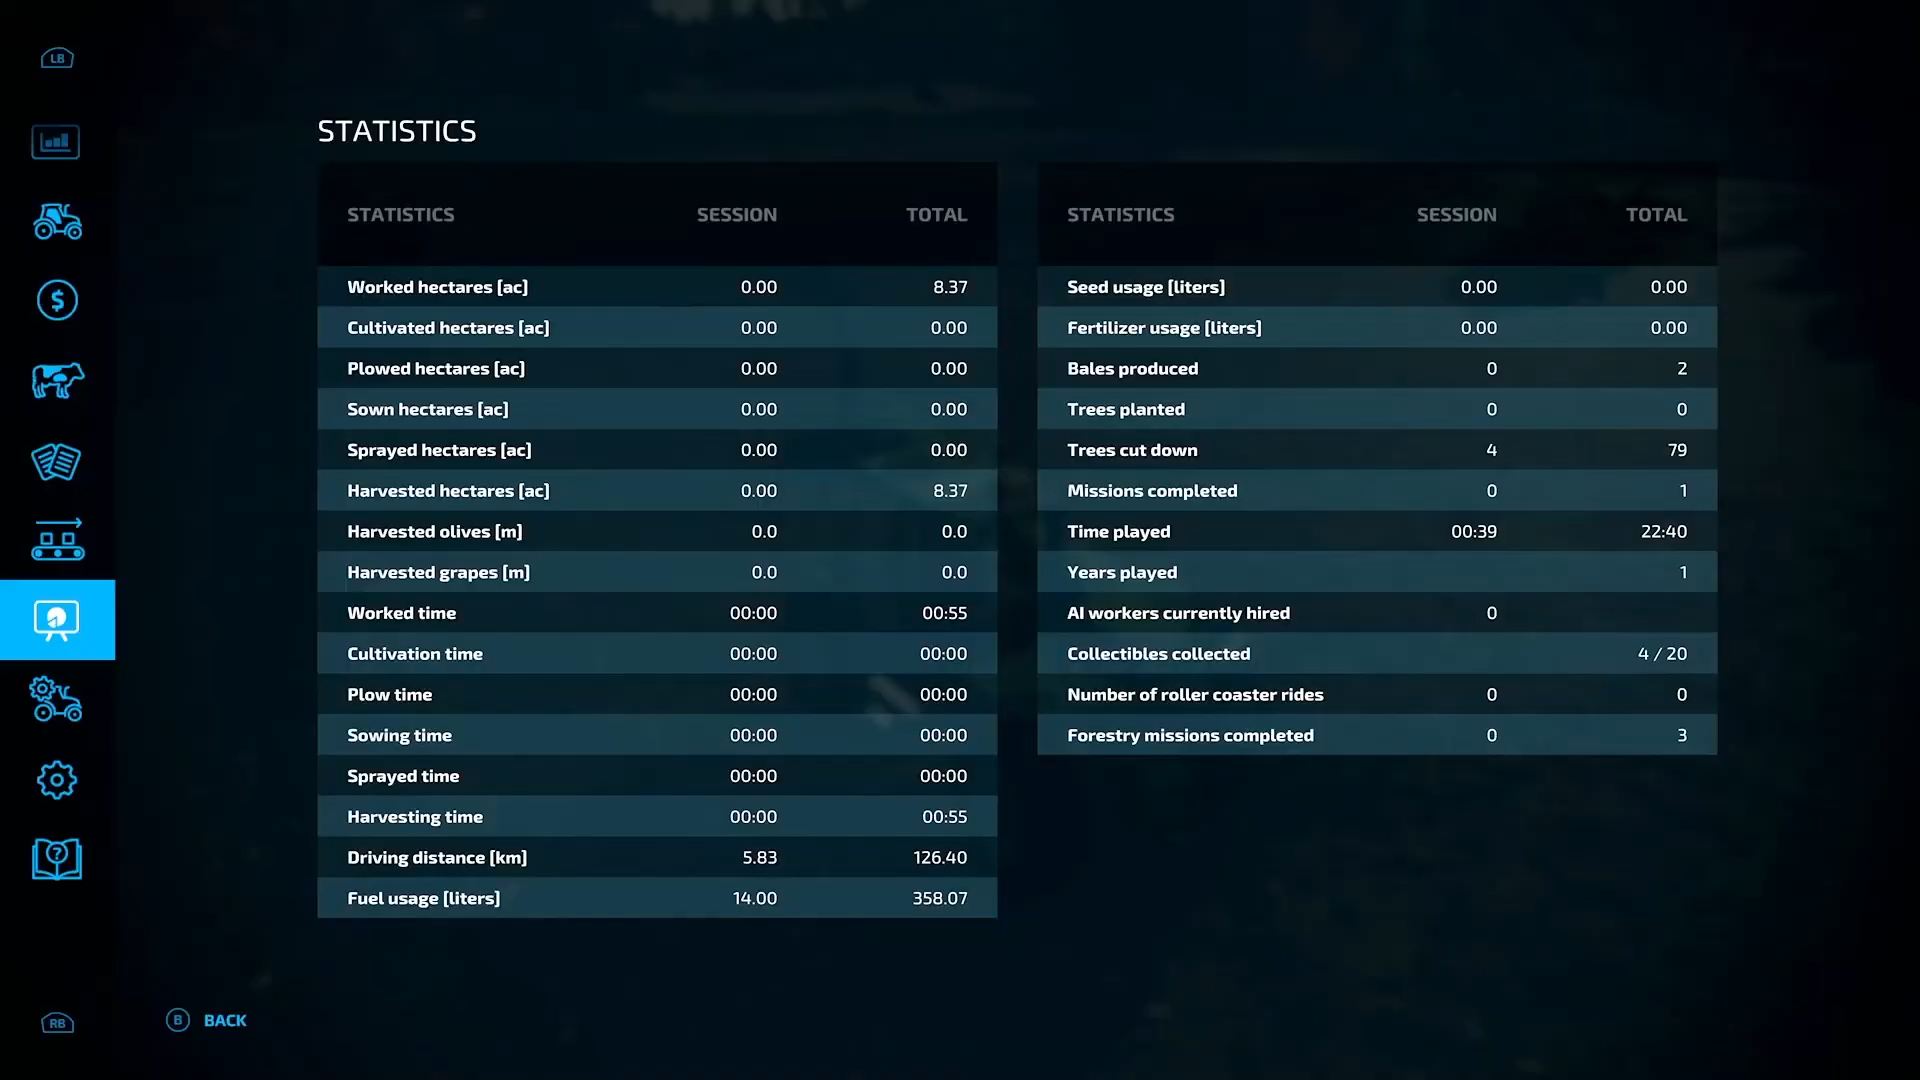 LB
STATISTICS
STATISTICS SESSION TOTAL
Worked hectares [ac] 0.00 8.37
Cultivated hectares [ac] 0.00 0.00
Plowed hectares [ac] 0.00 0.00
Sown hectares [ac] 0.00 0.00
Sprayed hectares [ac] 0.00 0.00
Harvested hectares [ac] 0.00 8.37
Harvested olives [m] 0.0 0.0
Harvested grapes [m] 0.0 0.0
Worked time 00:00 00:55
Cultivation time 00:00 00:00
Plow time 00:00 00:00
Sowing time 00:00 00:00
Sprayed time 00:00 00:00
Harvesting time 00:00 00:55
Driving distance [km] 5.83 126.40
Fuel usage [liters] 14.00 358.07
STATISTICS SESSION TOTAL
Seed usage [liters] 0.00 0.00
Fertilizer usage [liters] 0.00 0.00
Bales produced 0 2
Trees planted 0 0
Trees cut down 4 79
Missions completed 0 1
Time played 00:39 22:40
Years played 1
AI workers currently hired 0
Collectibles collected 4 / 20
Number of roller coaster rides 0 0
Forestry missions completed 0 3
RB
B BACK